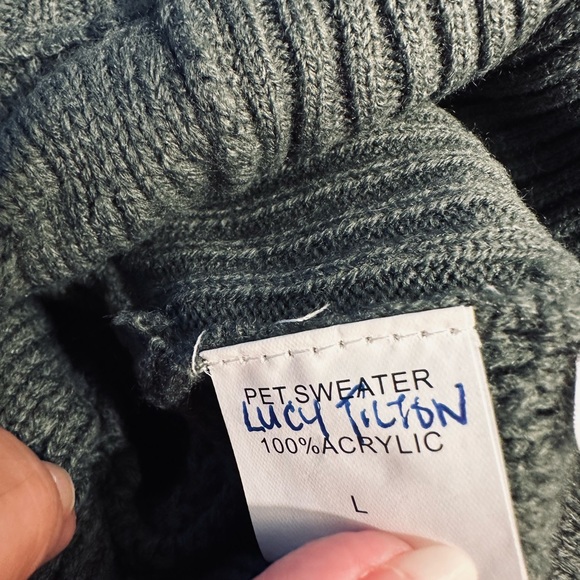 PET SWEATER
LUCY TILTON
100%ACRYLIC
L